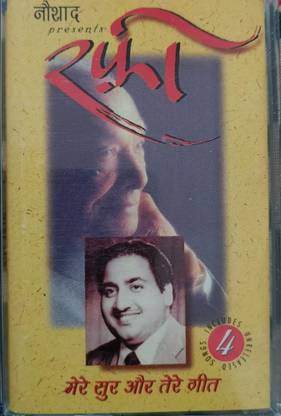 नौशाद
presents
रफ़ी
INCLUDES 4 UNRELEASED SONGS
मेरे सुर और तेरे गीत